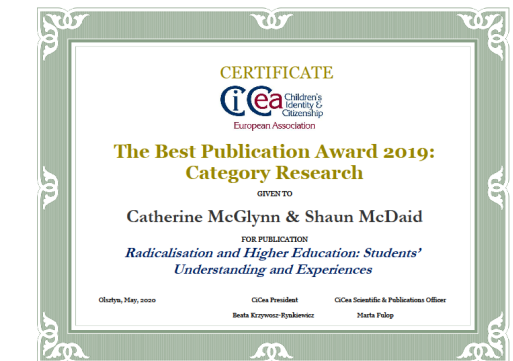 CERTIFICATE
CiCea Children's
Identity &
Citizenship
European Association
The Best Publication Award 2019:
Category Research
GIVEN TO
Catherine McGlynn & Shaun McDaid
FOR PUBLICATION
Radicalisation and Higher Education: Students'
Understanding and Experiences
Olsztyn, May, 2020 CiCea President CiCea Scientific & Publications Officer
Beata Krzywosz-Rynkiewicz Marta Fulop